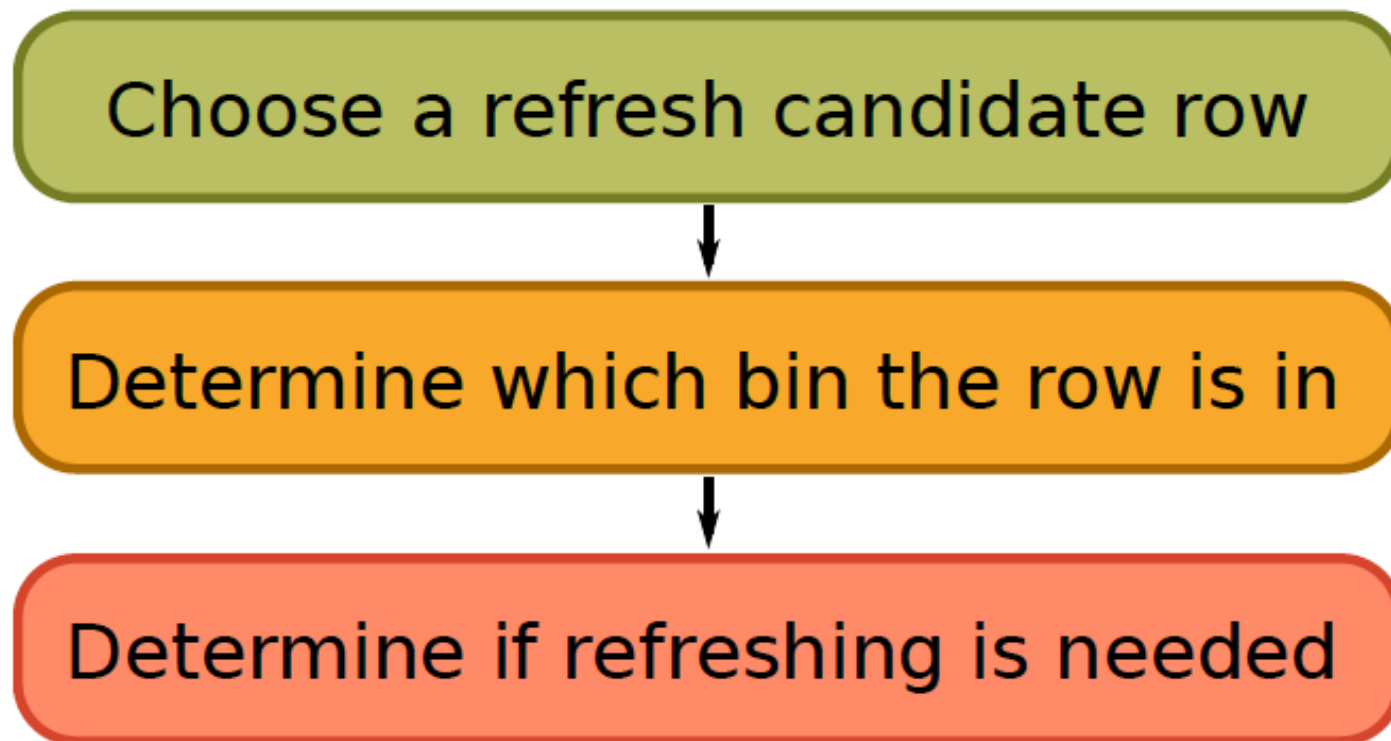 Choose a refresh candidate row
Determine which bin the row is in
Determine if refreshing is needed